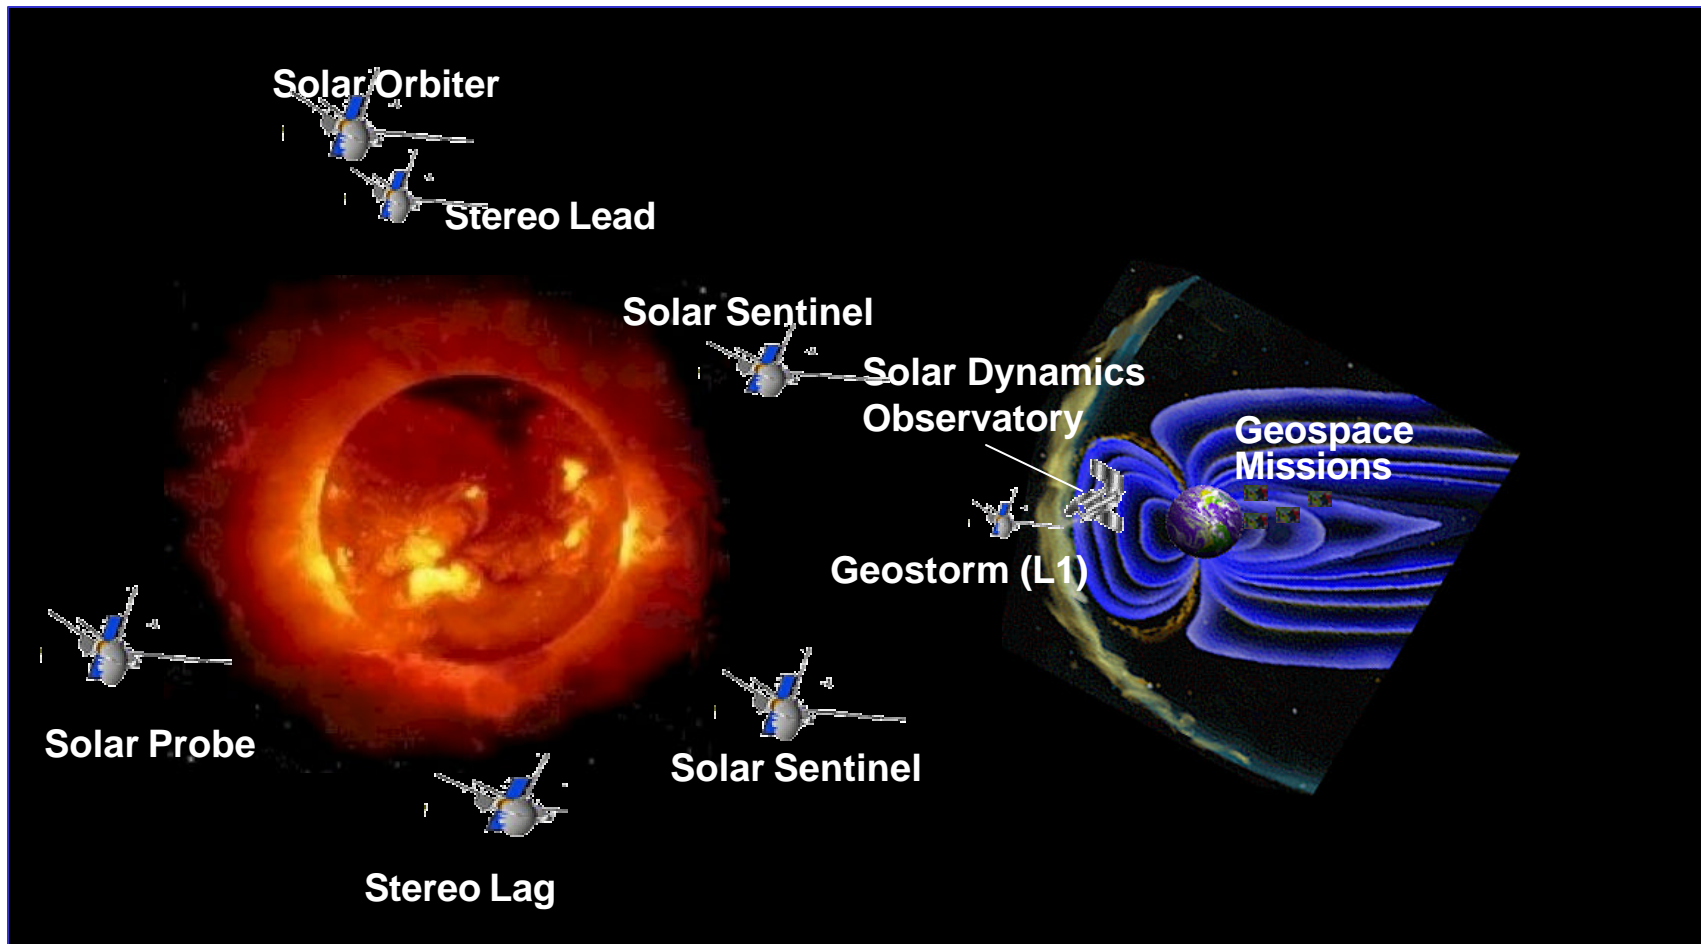 Solar Orbiter
Stereo Lead
Solar Sentinel
Solar Dynamics
Observatory
Geospace
Missions
Geostorm (L1)
Solar Probe
Solar Sentinel
Stereo Lag